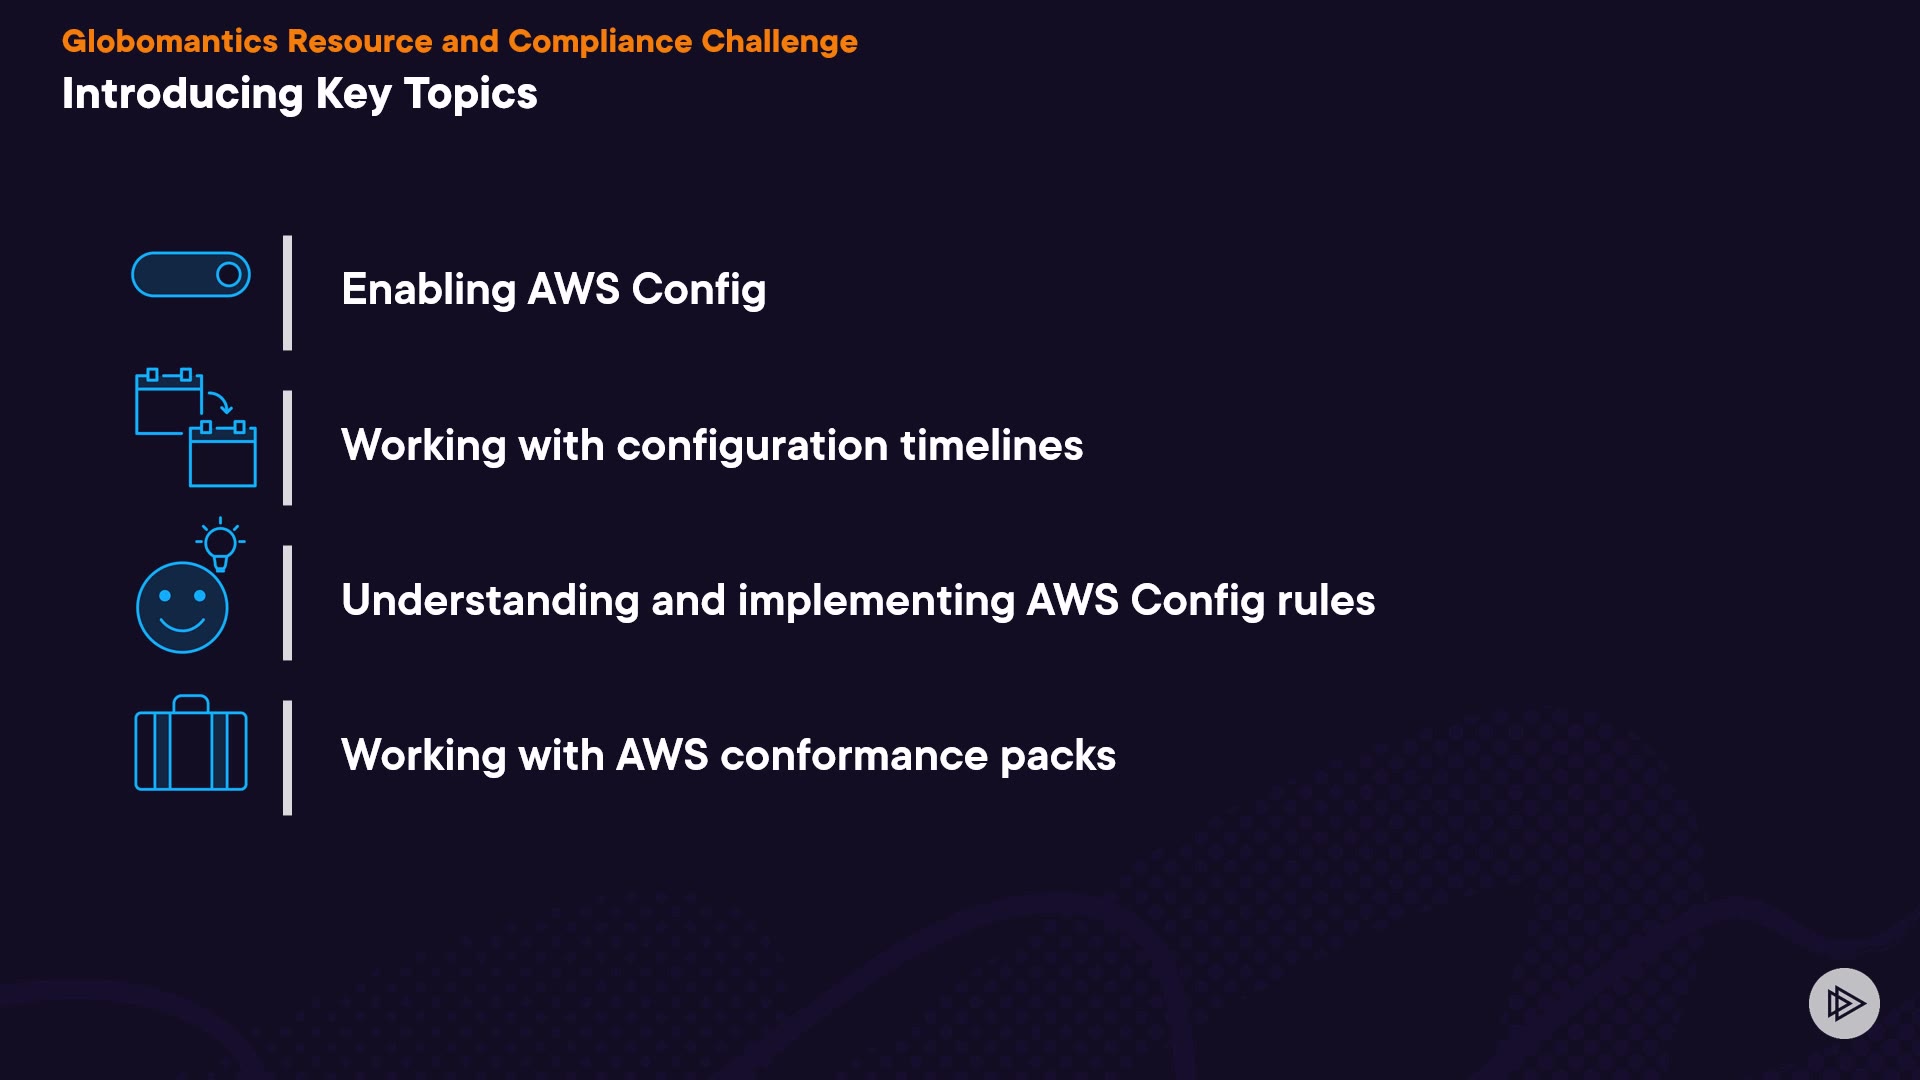 Globomantics Resource and Compliance Challenge
Introducing Key Topics
Enabling AWS Config
Working with configuration timelines
Understanding and implementing AWS Config rules
Working with AWS conformance packs